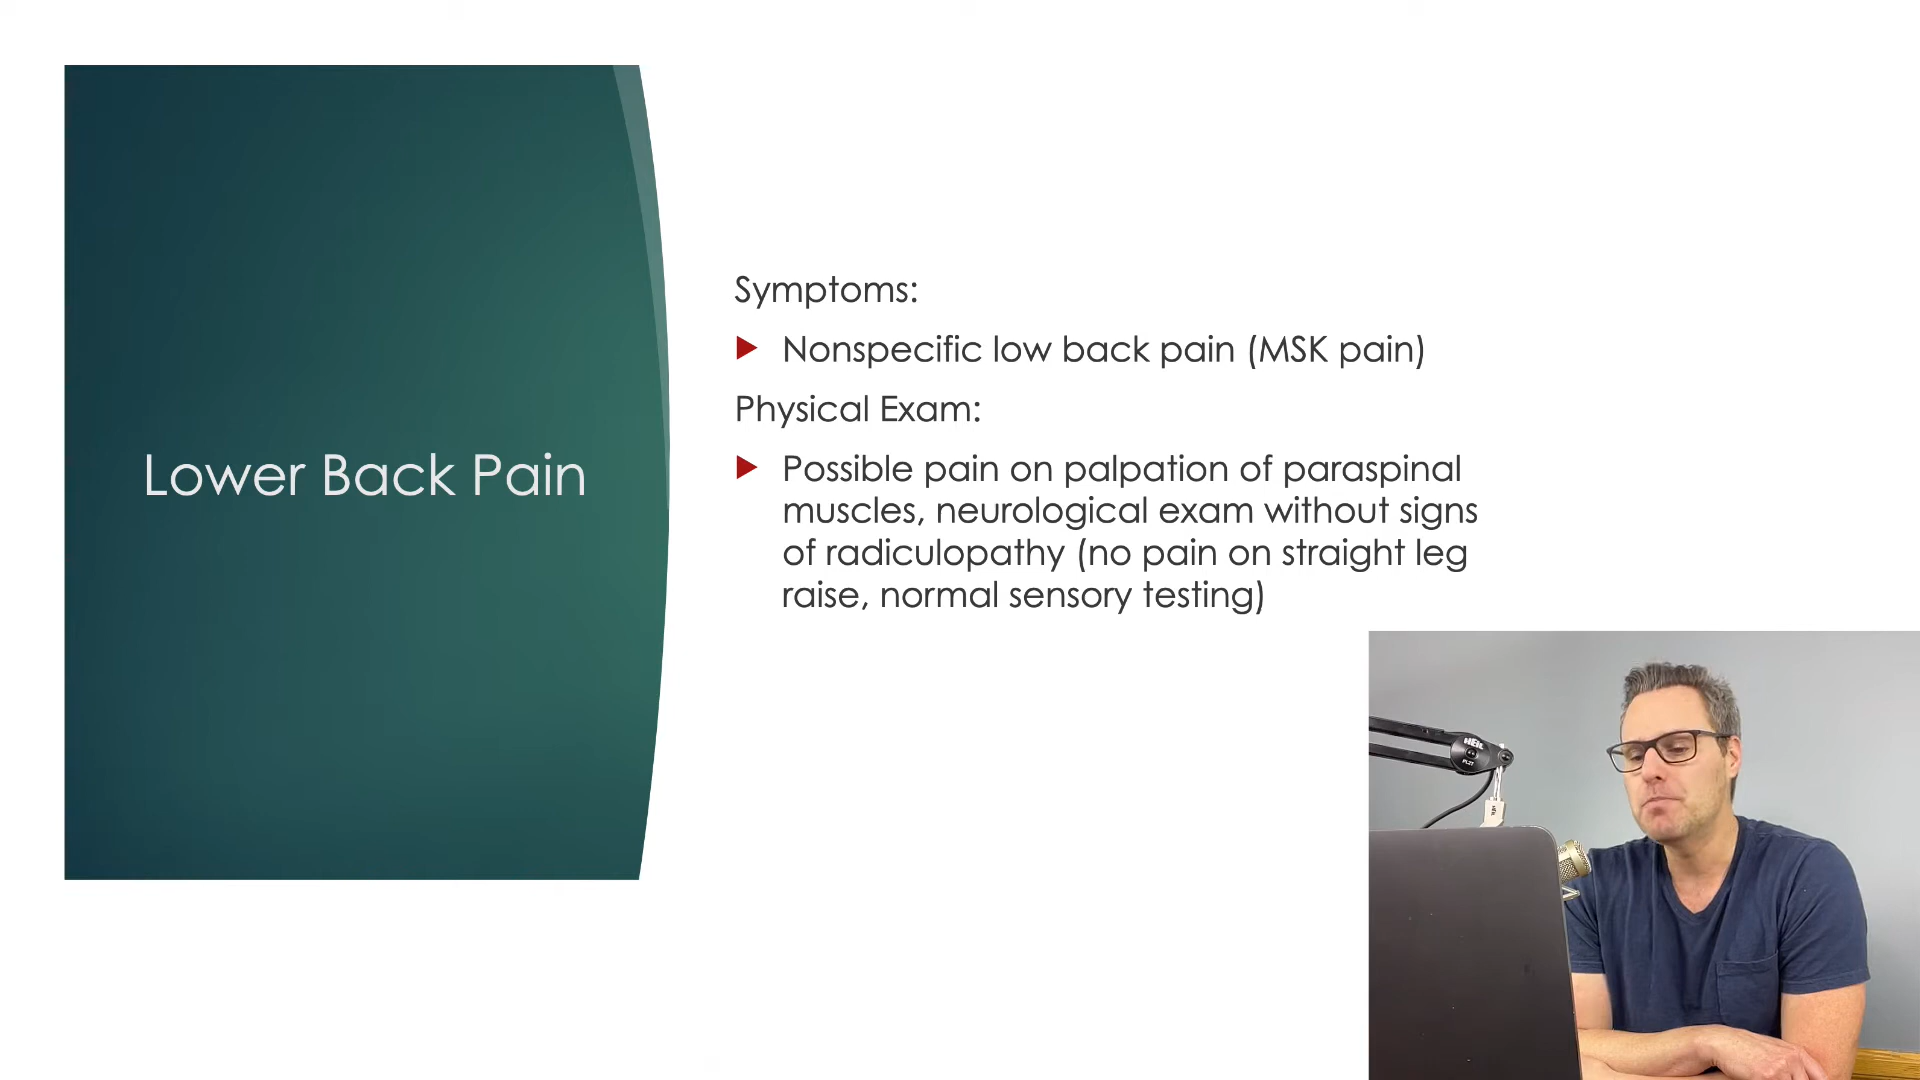 Lower Back Pain
Symptoms:
Nonspecific low back pain (MSK pain)
Physical Exam:
Possible pain on palpation of paraspinal
muscles, neurological exam without signs
of radiculopathy (no pain on straight leg
raise, normal sensory testing)
HEIL